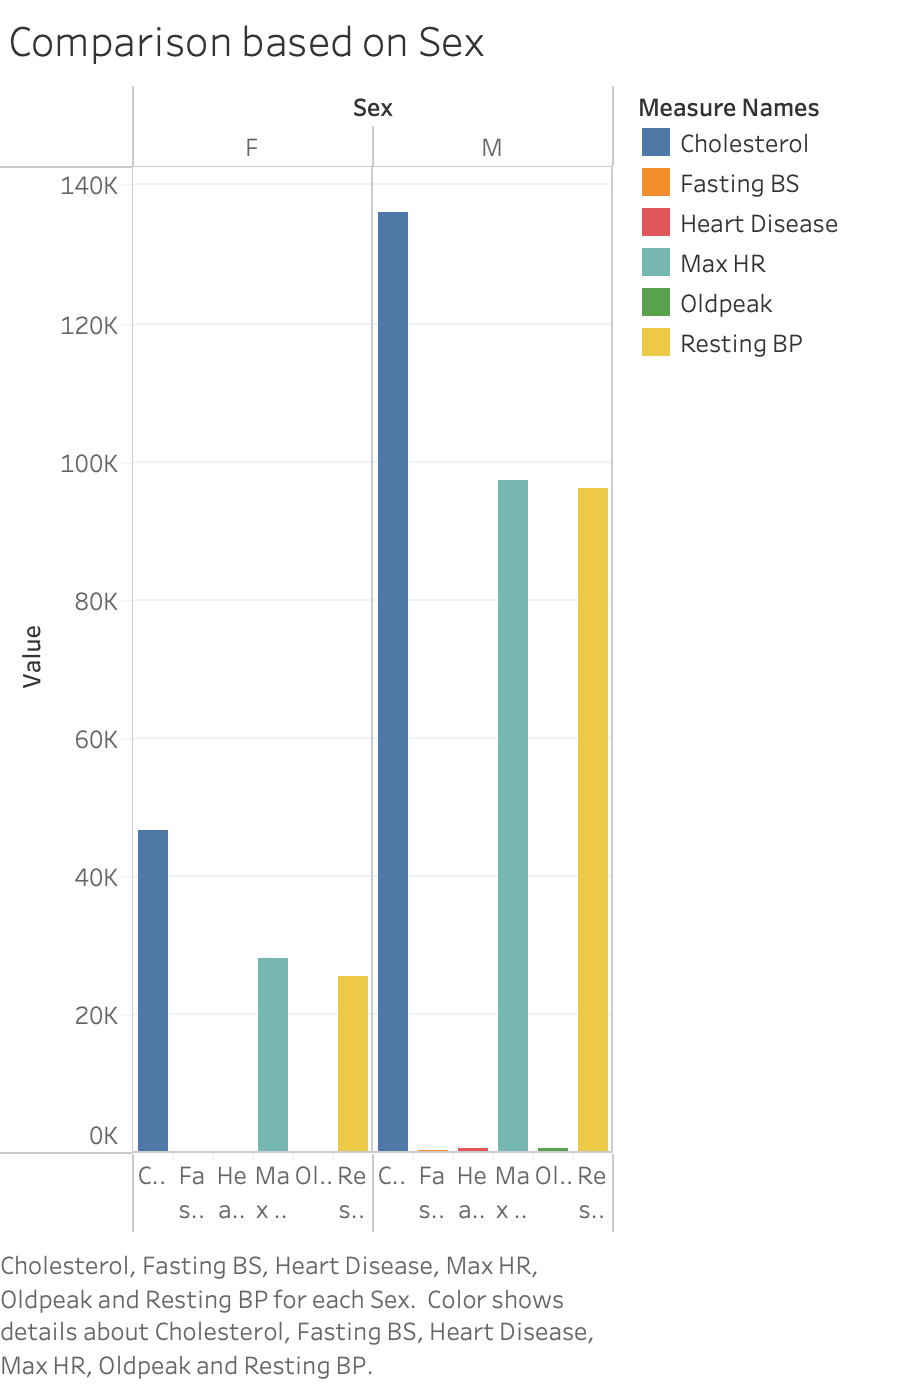 Comparison based on Sex
Sex
F M
Measure Names
Cholesterol
Fasting BS
Heart Disease
Max HR
Oldpeak
Resting BP
140K
120K
100K
80K
60K
40K
20K
0K
Value
C.. Fa He Ma Ol.. Re C.. Fa He Ma Ol.. Re
s.. a.. x .. s.. s.. a.. x .. s..
Cholesterol, Fasting BS, Heart Disease, Max HR,
Oldpeak and Resting BP for each Sex.  Color shows
details about Cholesterol, Fasting BS, Heart Disease,
Max HR, Oldpeak and Resting BP.